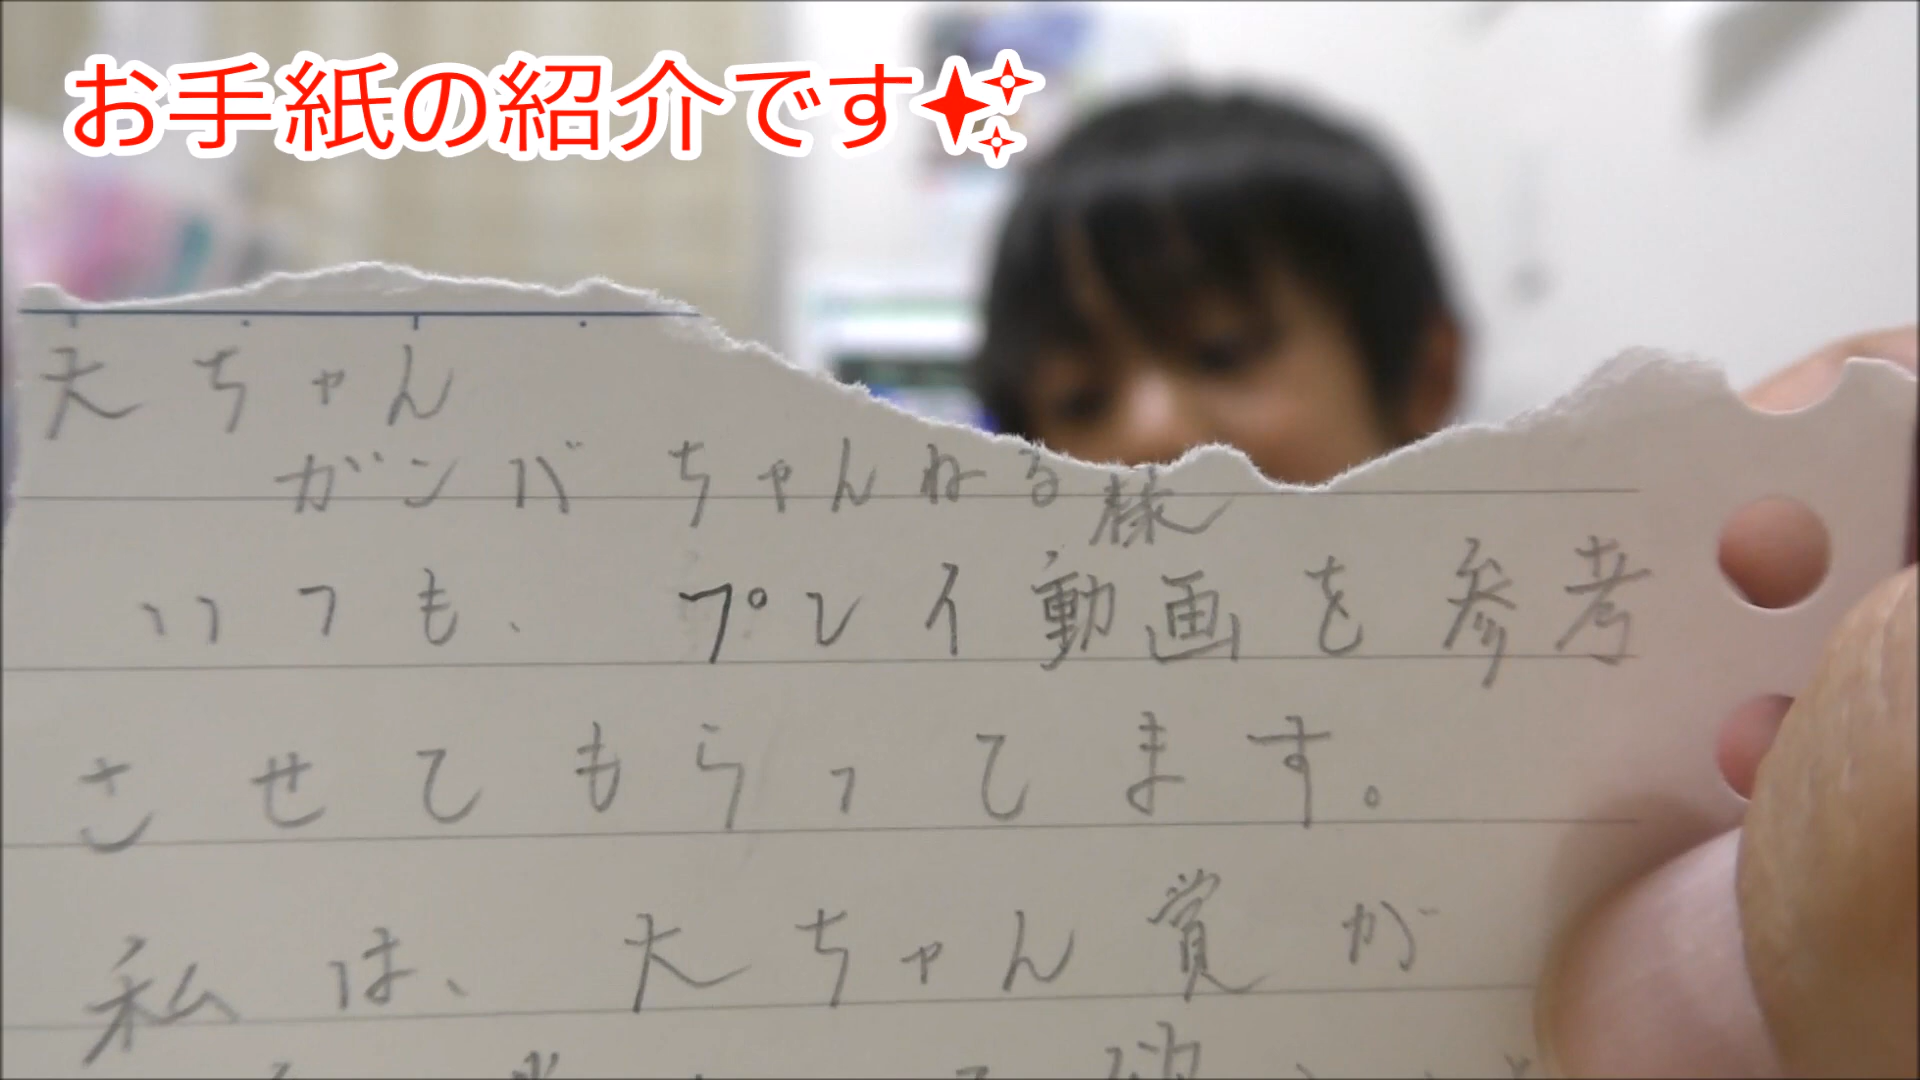 お手紙の紹介です
大ちゃん
ガンバちゃんねる様
いつも、プレイ動画を参考
させてもらってます。
私は、大ちゃん賞が